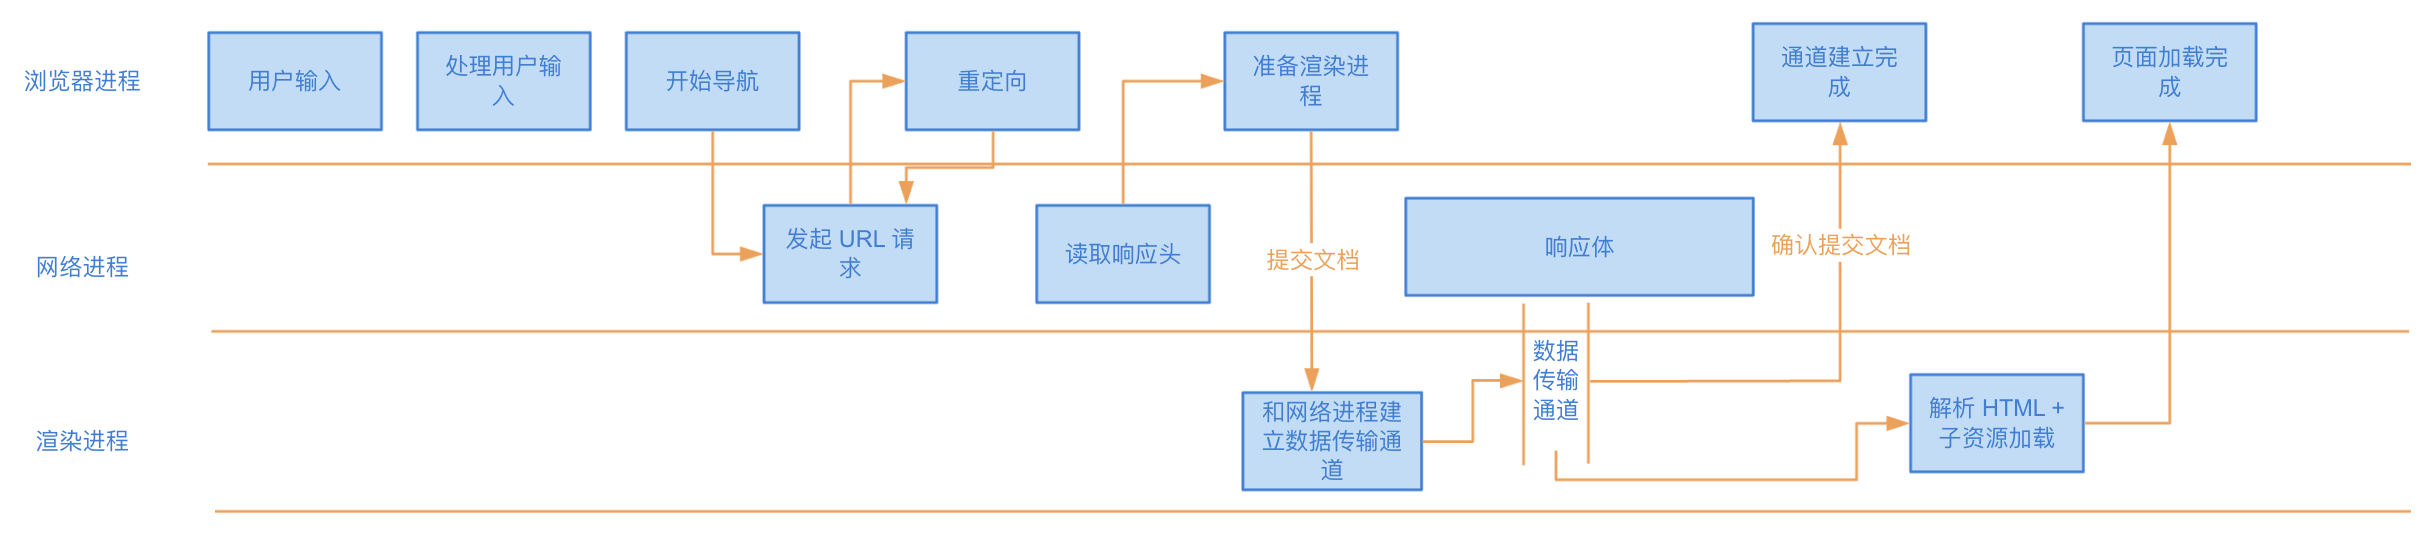 浏览器进程
用户输入
处理用户输
入
开始导航
重定向
准备渲染进
程
通道建立完
成
页面加载完
成
网络进程
发起 URL 请
求
读取响应头
提交文档
响应体
确认提交文档
渲染进程
和网络进程建
立数据传输通
道
数据
传输
通道
解析 HTML +
子资源加载